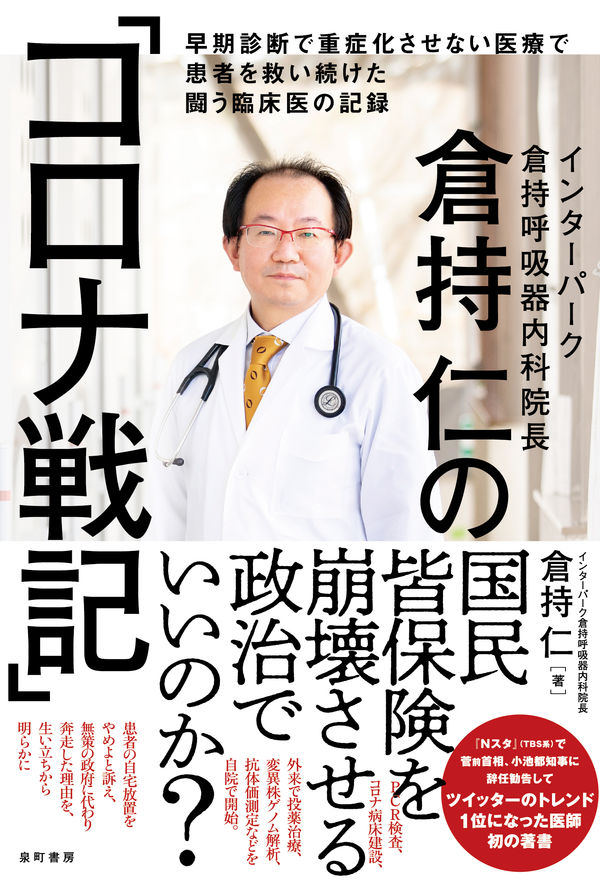 早期診断で重症化させない医療で
患者を救い続けた
闘う臨床医の記録
インターパーク
倉持呼吸器内科院長
倉持 仁の
「コロナ戦記」
インターパーク倉持呼吸器内科院長
倉持 仁 [著]
国民
皆保険を
崩壊させる
政治で
いいのか?
PCR検査、
コロナ病床建設、
外来で投薬治療、
変異株ゲノム解析、
抗体価測定などを
自院で開始。
患者の自宅放置を
やめよと訴え、
無策の政府に代わり
奔走した理由を、
生い立ちから
明らかに
『Nスタ』(TBS系)で
菅前首相、小池都知事に
辞任勧告して
ツイッターのトレンド
1位になった医師
初の著書
泉町書房